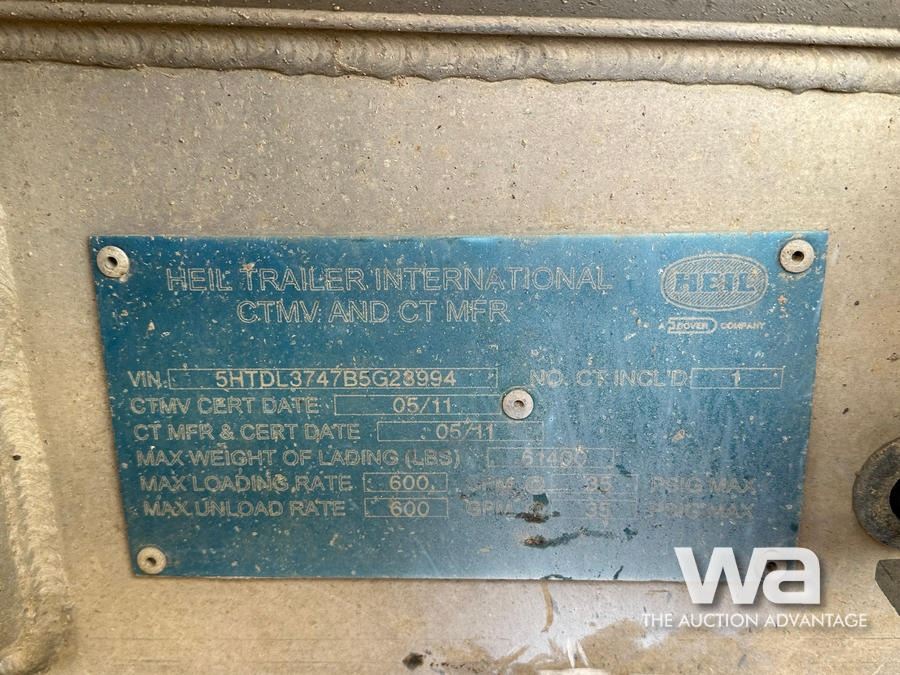 HEIL TRAILER INTERNATIONAL
CTMV AND CT MFR
HEIL
A DOVER COMPANY
VIN. 5HTDL3747B5G28994 NO. CT INCL'D 1
CTMV CERT DATE 05/11
CT MFR & CERT DATE 05/11
MAX WEIGHT OF LADING (LBS) 61400
MAX LOADING RATE 600 GPM @ 35 PSIG MAX
MAX UNLOAD RATE 600 GPM @ 35 PSIG MAX
wa
THE AUCTION ADVANTAGE